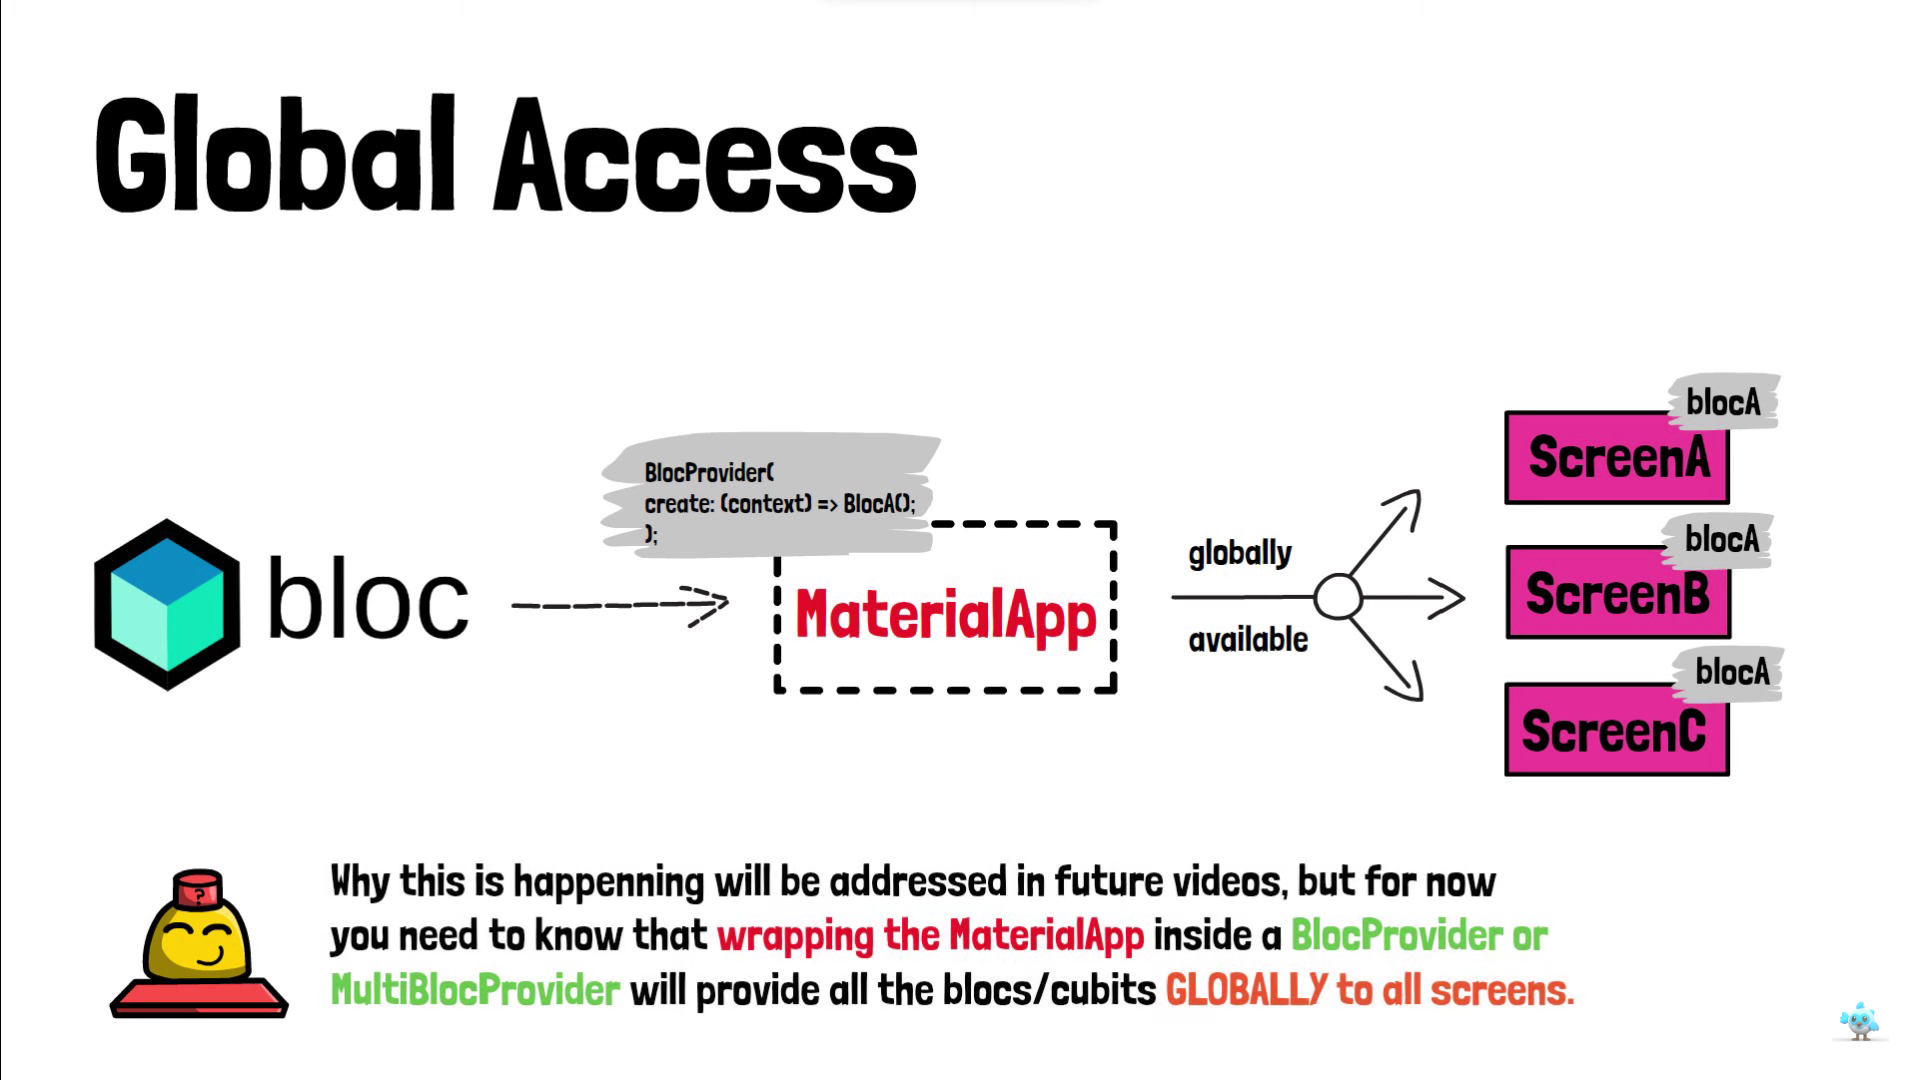 Global Access
BlocProvider(
create: (context) => BlocA();
);
bloc
MaterialApp
globally
available
blocA
ScreenA
blocA
ScreenB
blocA
ScreenC
?
Why this is happenning will be addressed in future videos, but for now
you need to know that wrapping the MaterialApp inside a BlocProvider or
MultiBlocProvider will provide all the blocs/cubits GLOBALLY to all screens.